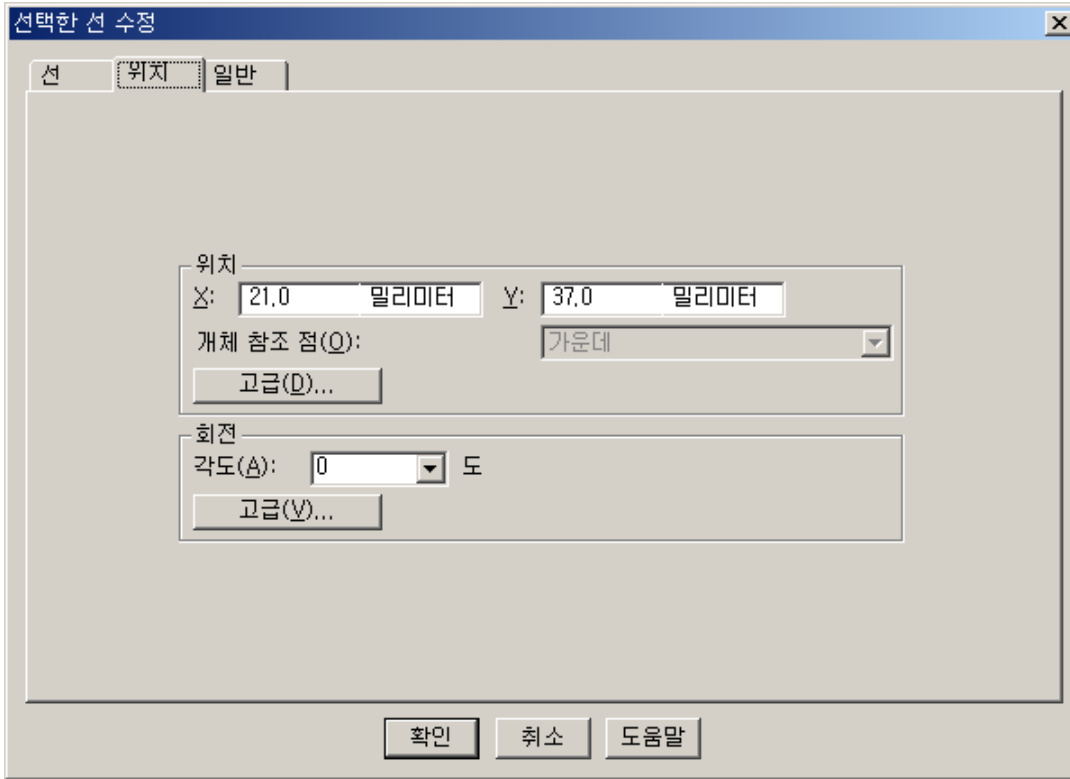 선택한 선 수정
선 위치 일반
위치
X: 21,0 밀리미터 Y: 37,0 밀리미터
개체 참조 점(O): 가운데
고급(D)...
회전
각도(A): 0 도
고급(V)...
확인 취소 도움말